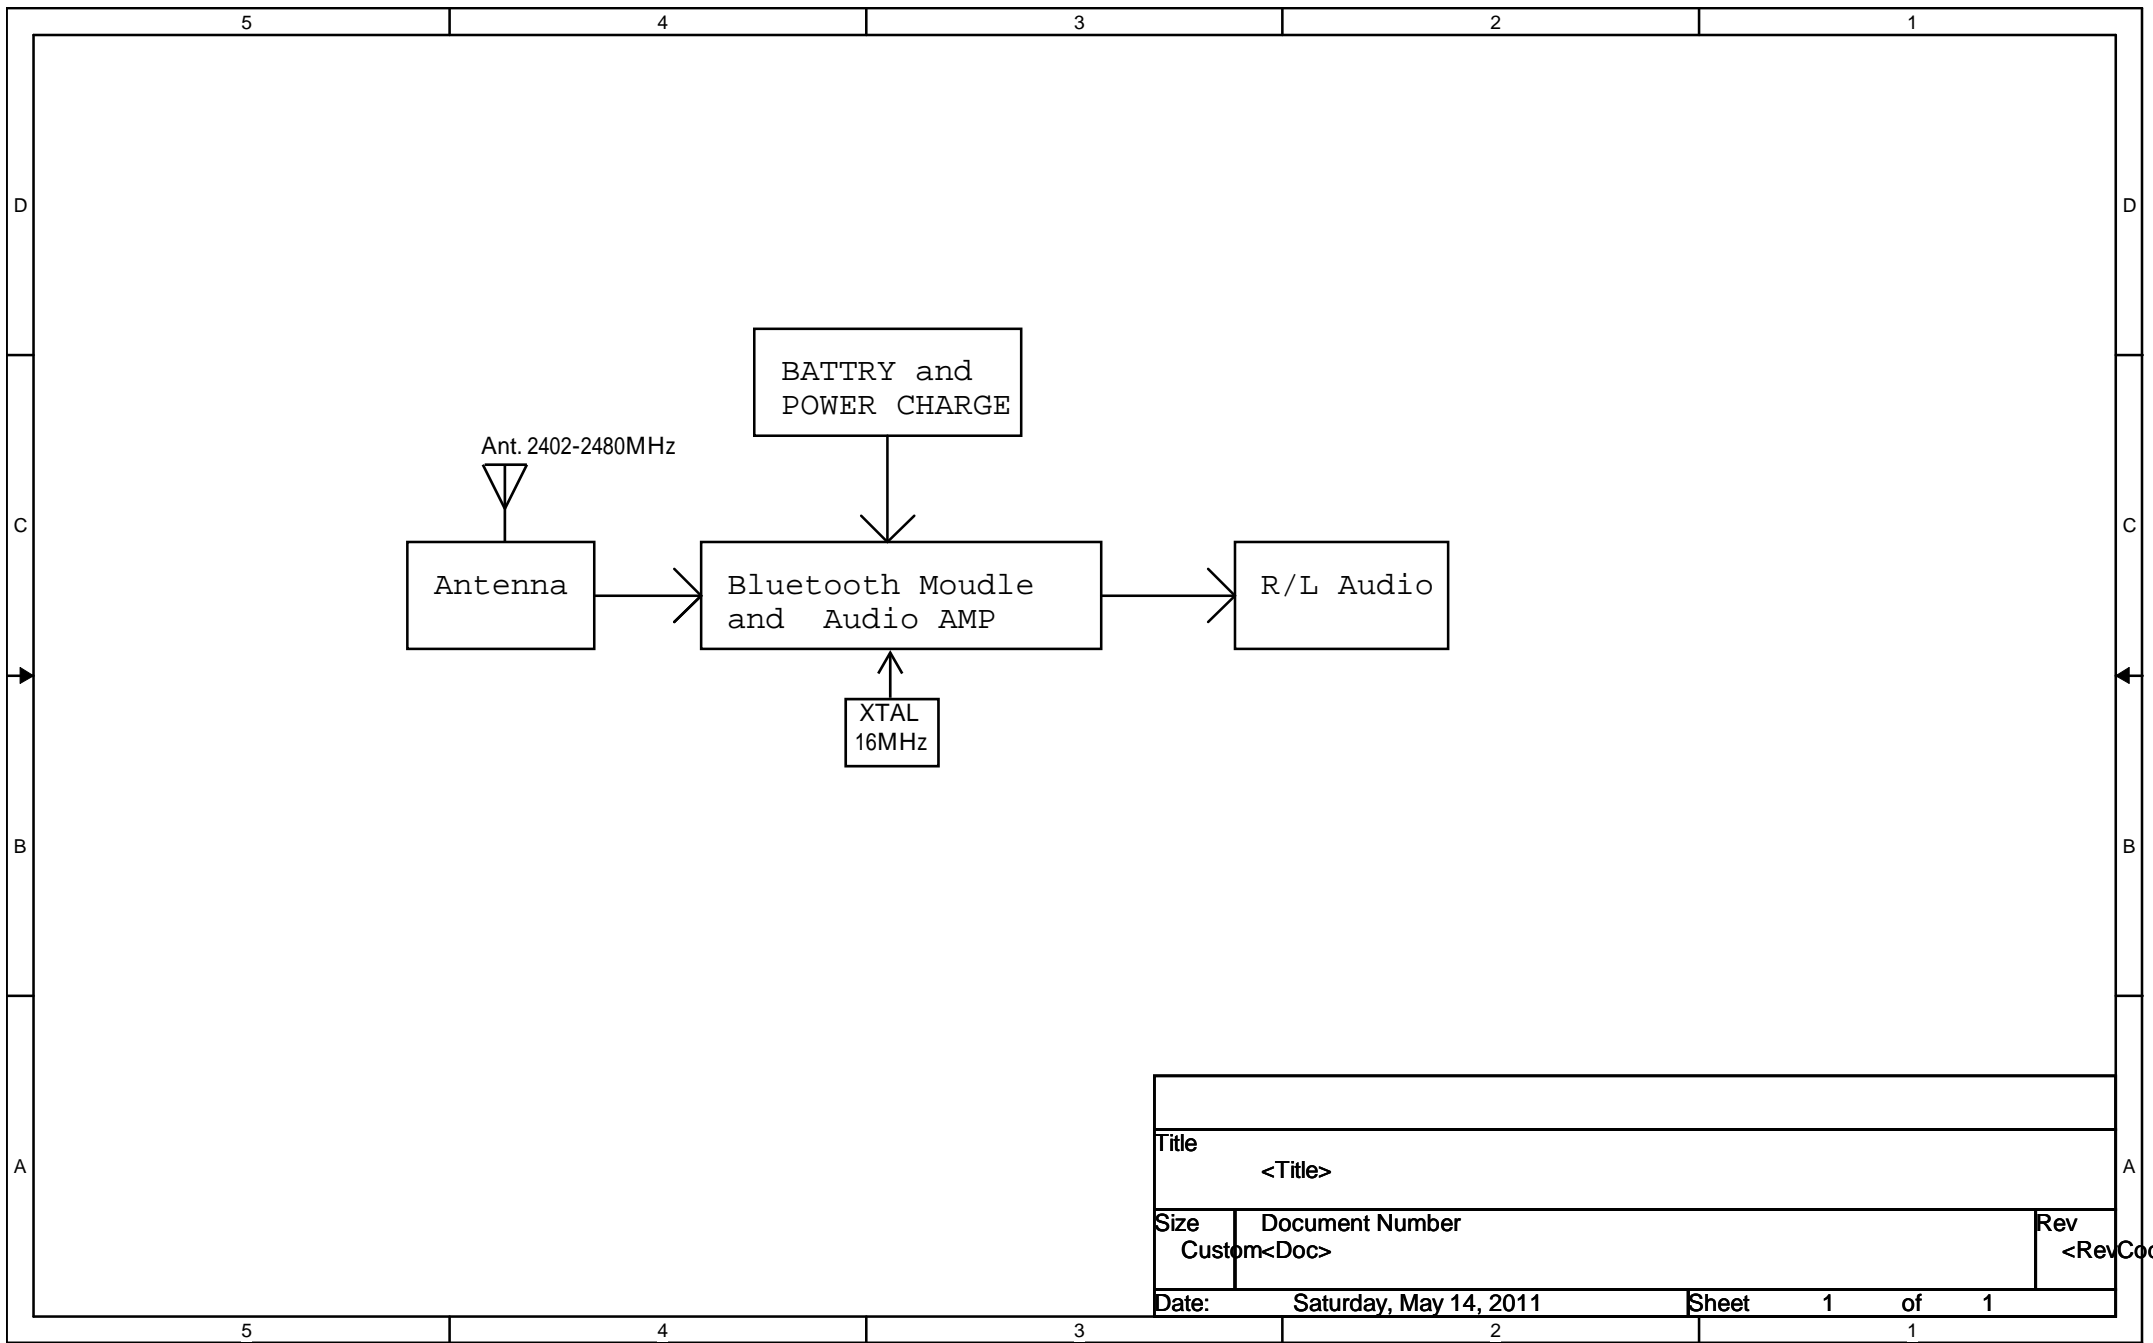 5 4 3 2 1
D D
BATTRY and
POWER CHARGE
Ant. 2402-2480MHz
C C
Antenna
Bluetooth Moudle
and Audio AMP
R/L Audio
XTAL
16MHz
B B
A A
Title
<Title>
Size
Custom
Document Number
<Doc>
Rev
<RevCod
Date: Saturday, May 14, 2011 Sheet 1 of 1
5 4 3 2 1